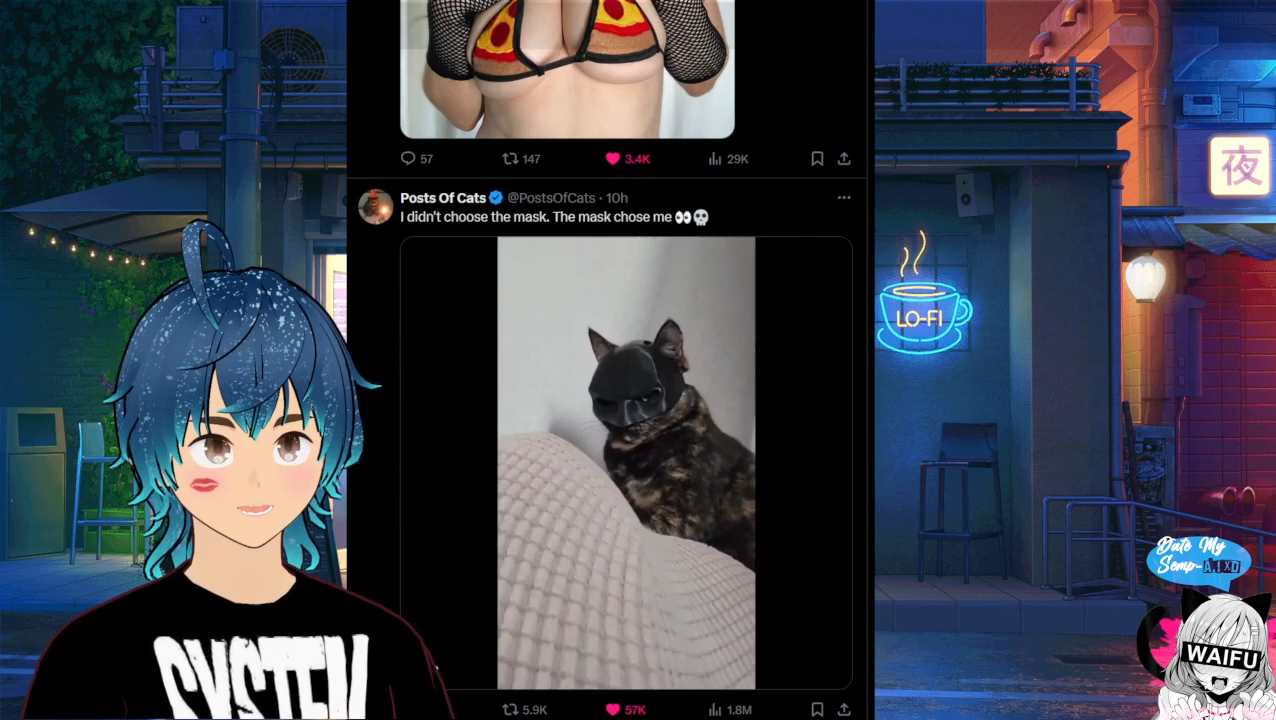 57
147
3.4K
29K
Posts Of Cats @PostsOfCats · 10h
I didn't choose the mask. The mask chose me 👀💀
夜
LO-FI
Date My
Semp-A.I.XD
WAIFU
SYSTEM
5.9K
57K
1.8M